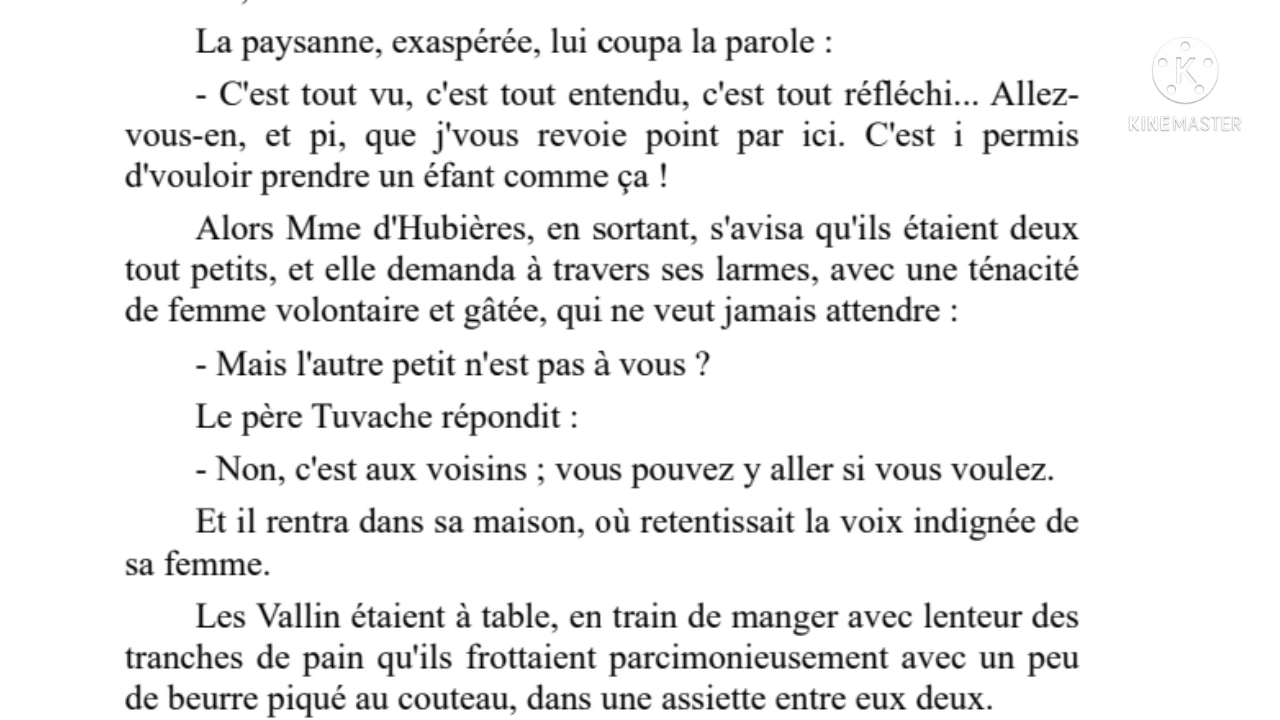 La paysanne, exaspérée, lui coupa la parole :
- C'est tout vu, c'est tout entendu, c'est tout réfléchi... Allez-
vous-en, et pi, que j'vous revoie point par ici. C'est i permis
d'vouloir prendre un éfant comme ça !
Alors Mme d'Hubières, en sortant, s'avisa qu'ils étaient deux
tout petits, et elle demanda à travers ses larmes, avec une ténacité
de femme volontaire et gâtée, qui ne veut jamais attendre :
- Mais l'autre petit n'est pas à vous ?
Le père Tuvache répondit :
- Non, c'est aux voisins ; vous pouvez y aller si vous voulez.
Et il rentra dans sa maison, où retentissait la voix indignée de
sa femme.
Les Vallin étaient à table, en train de manger avec lenteur des
tranches de pain qu'ils frottaient parcimonieusement avec un peu
de beurre piqué au couteau, dans une assiette entre eux deux.
K
KINEMASTER